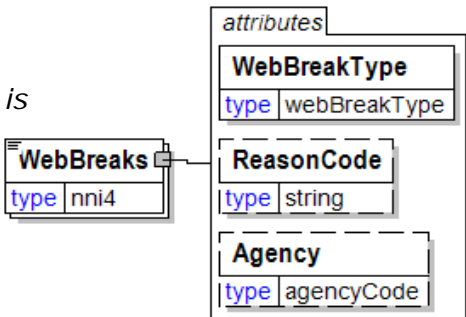 attributes
WebBreakType
type webBreakType
is
WebBreaks
type nni4
ReasonCode
type string
Agency
type agencyCode